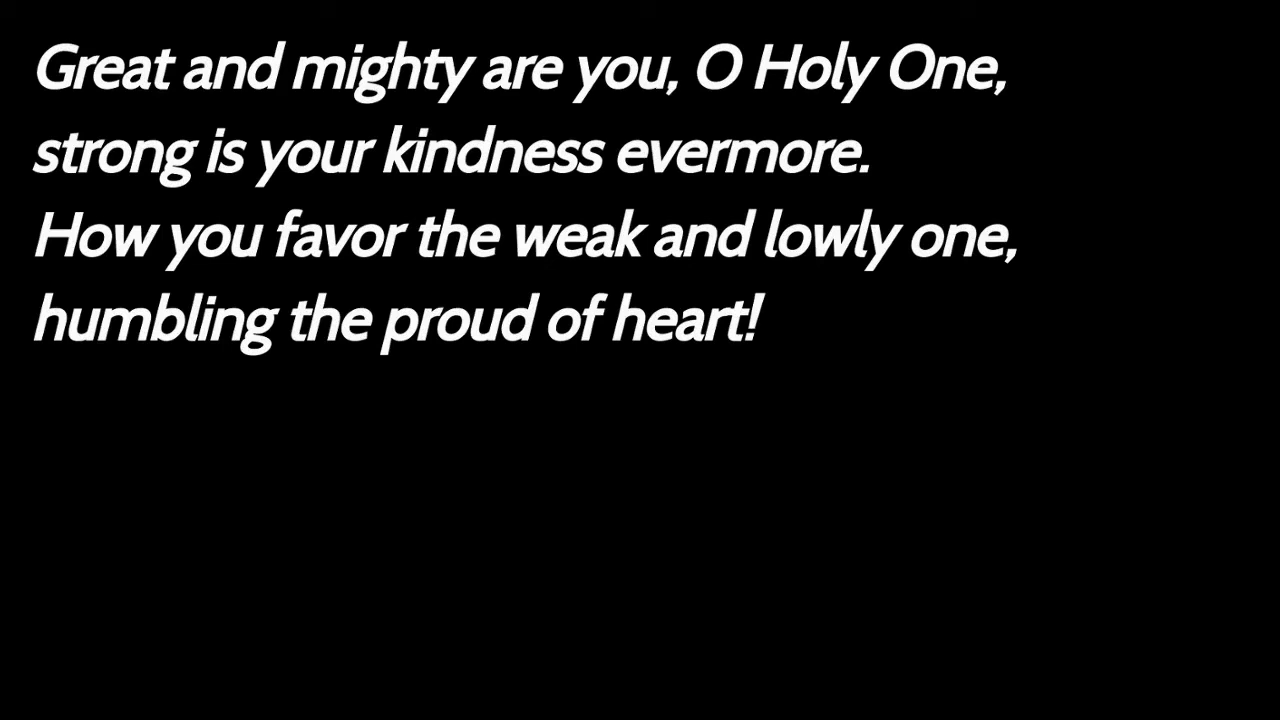 Great and mighty are you, O Holy One,
strong is your kindness evermore.
How you favor the weak and lowly one,
humbling the proud of heart!